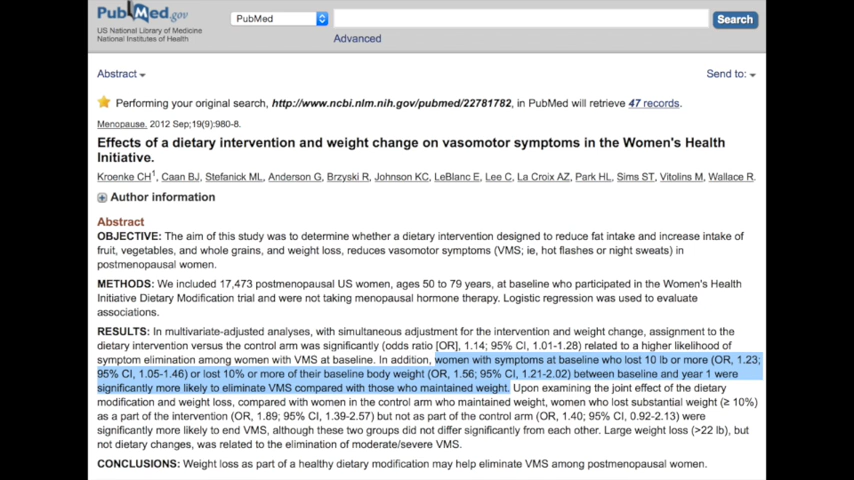 PubMed.gov
US National Library of Medicine
National Institutes of Health
PubMed
Search
Advanced
Abstract
Send to:
Performing your original search, http://www.ncbi.nlm.nih.gov/pubmed/22781782, in PubMed will retrieve 47 records.
Menopause. 2012 Sep;19(9):980-8.
Effects of a dietary intervention and weight change on vasomotor symptoms in the Women's Health
Initiative.
Kroenke CH1, Caan BJ, Stefanick ML, Anderson G, Brzyski R, Johnson KC, LeBlanc E, Lee C, La Croix AZ, Park HL, Sims ST, Vitolins M, Wallace R.
Author information
Abstract
OBJECTIVE: The aim of this study was to determine whether a dietary intervention designed to reduce fat intake and increase intake of
fruit, vegetables, and whole grains, and weight loss, reduces vasomotor symptoms (VMS; ie, hot flashes or night sweats) in
postmenopausal women.
METHODS: We included 17,473 postmenopausal US women, ages 50 to 79 years, at baseline who participated in the Women's Health
Initiative Dietary Modification trial and were not taking menopausal hormone therapy. Logistic regression was used to evaluate
associations.
RESULTS: In multivariate-adjusted analyses, with simultaneous adjustment for the intervention and weight change, assignment to the
dietary intervention versus the control arm was significantly (odds ratio [OR], 1.14; 95% CI, 1.01-1.28) related to a higher likelihood of
symptom elimination among women with VMS at baseline. In addition, women with symptoms at baseline who lost 10 lb or more (OR, 1.23;
95% CI, 1.05-1.46) or lost 10% or more of their baseline body weight (OR, 1.56; 95% CI, 1.21-2.02) between baseline and year 1 were
significantly more likely to eliminate VMS compared with those who maintained weight. Upon examining the joint effect of the dietary
modification and weight loss, compared with women in the control arm who maintained weight, women who lost substantial weight (≥ 10%)
as a part of the intervention (OR, 1.89; 95% CI, 1.39-2.57) but not as part of the control arm (OR, 1.40; 95% CI, 0.92-2.13) were
significantly more likely to end VMS, although these two groups did not differ significantly from each other. Large weight loss (>22 lb), but
not dietary changes, was related to the elimination of moderate/severe VMS.
CONCLUSIONS: Weight loss as part of a healthy dietary modification may help eliminate VMS among postmenopausal women.